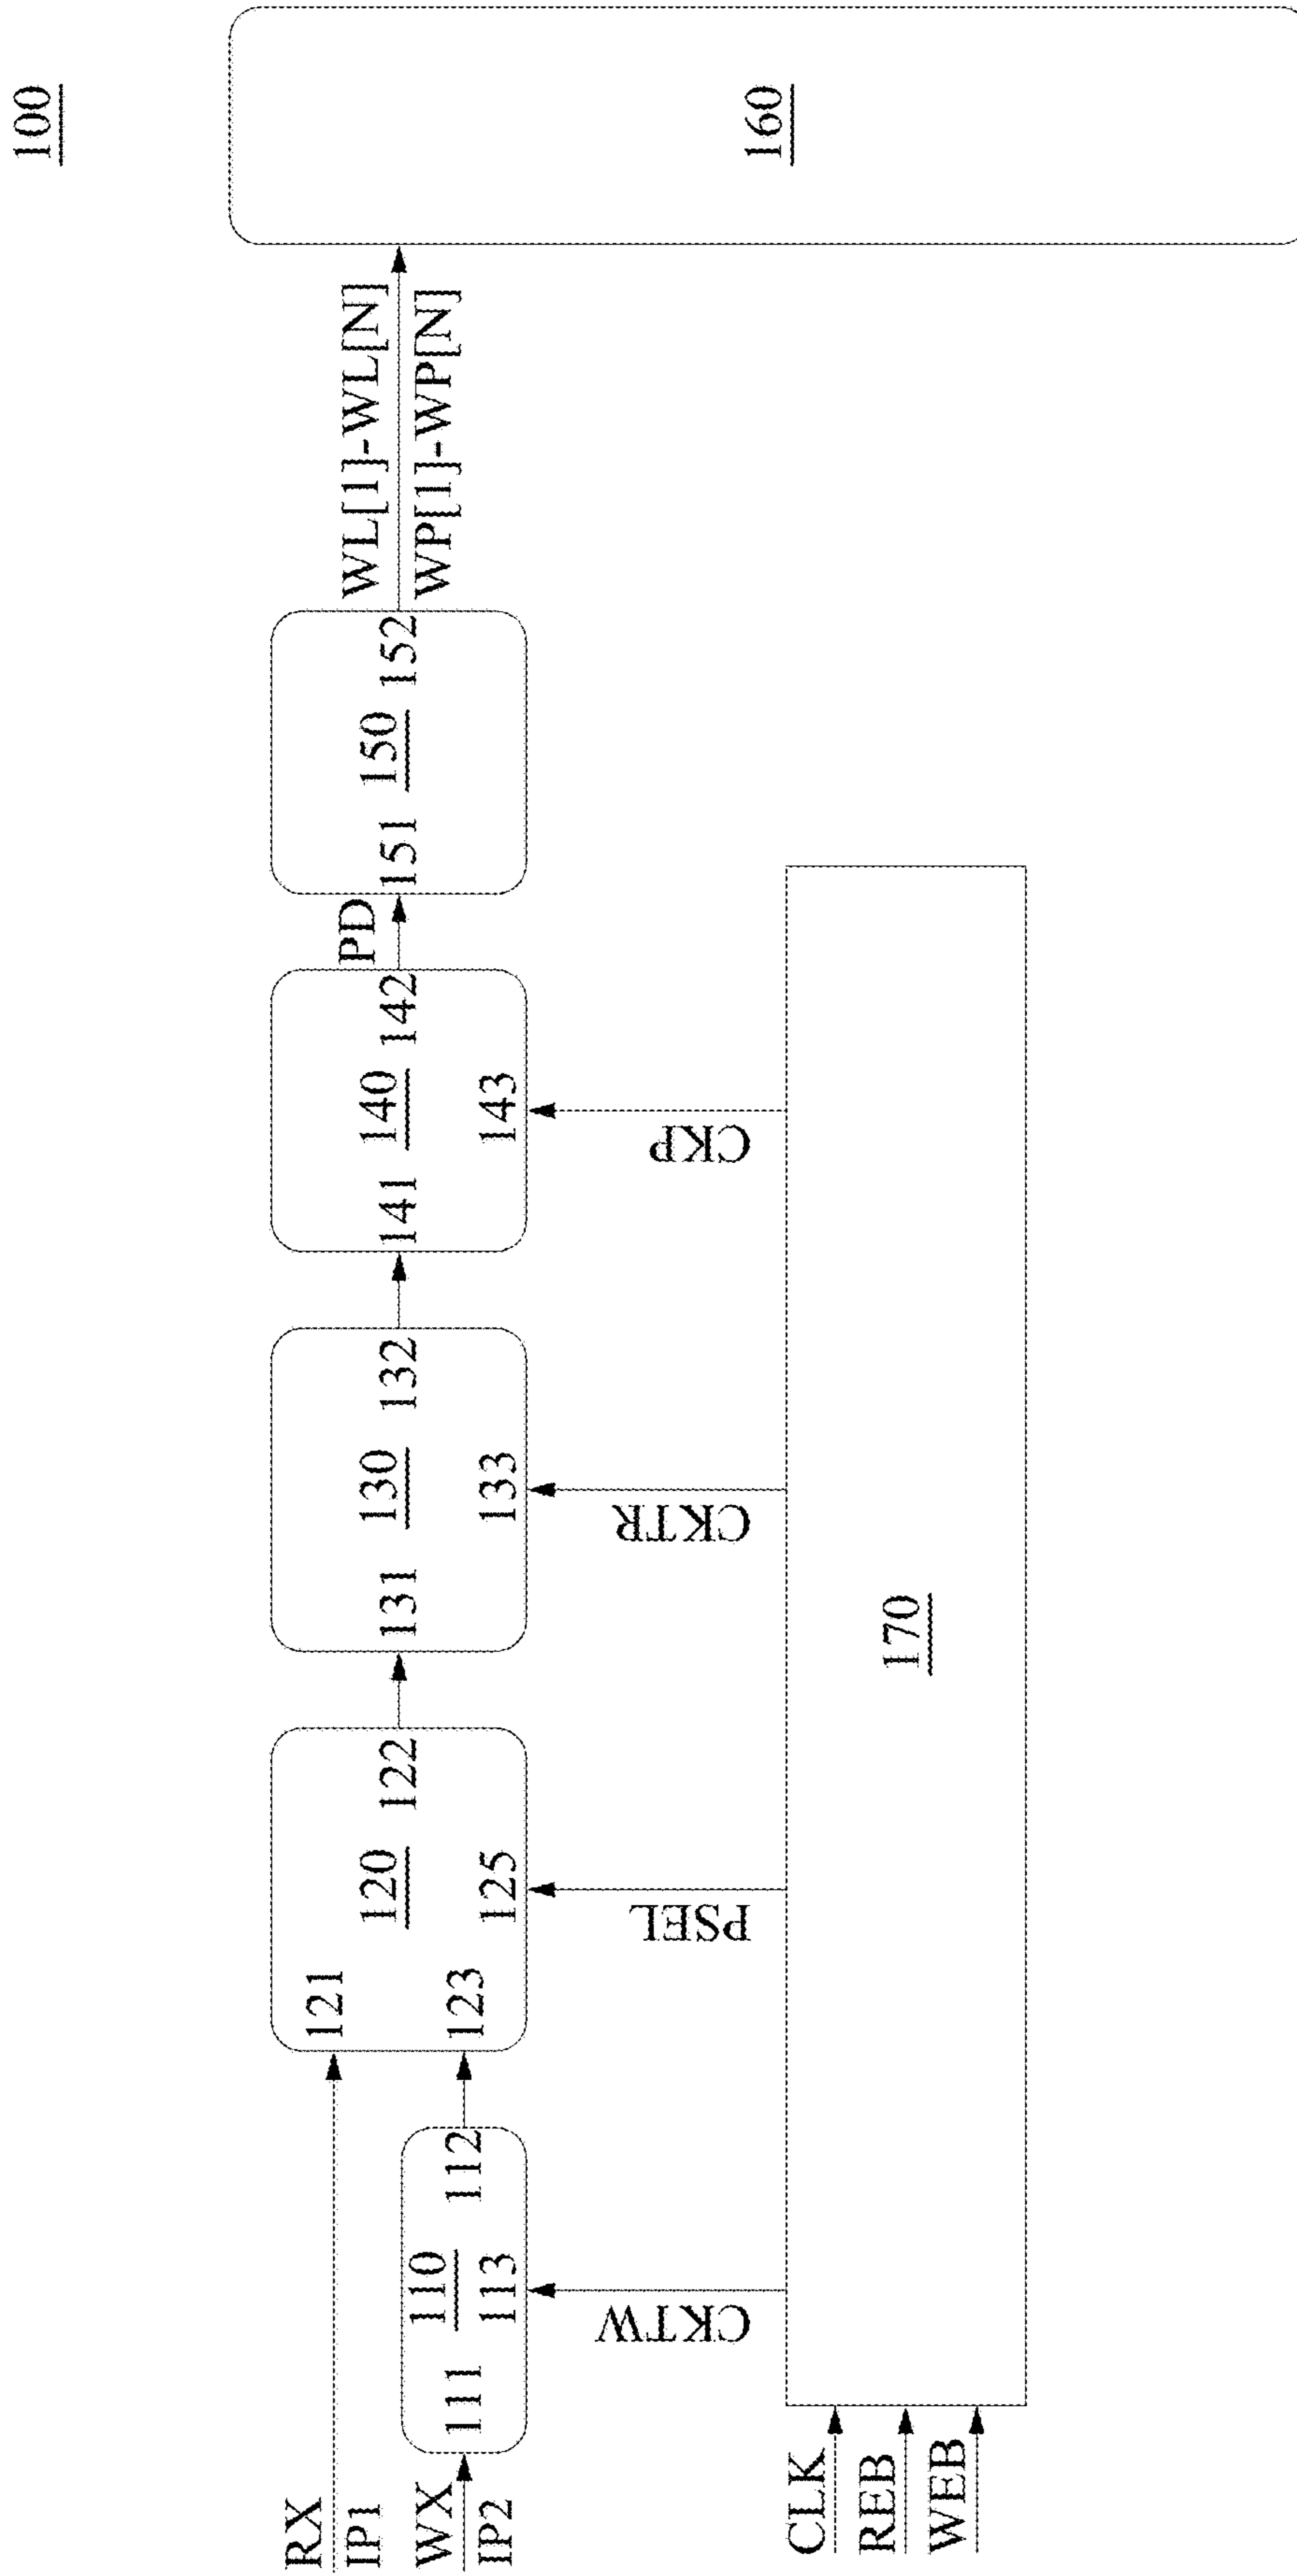 100
RX
IP1
WX
IP2
111
110
112
113
CKTW
121
120
122
123
125
PSEL
131
130
132
133
CKTR
141
140
142
143
CKP
PD
151
150
152
WL[1]-WL[N]
WP[1]-WP[N]
160
CLK
REB
WEB
170